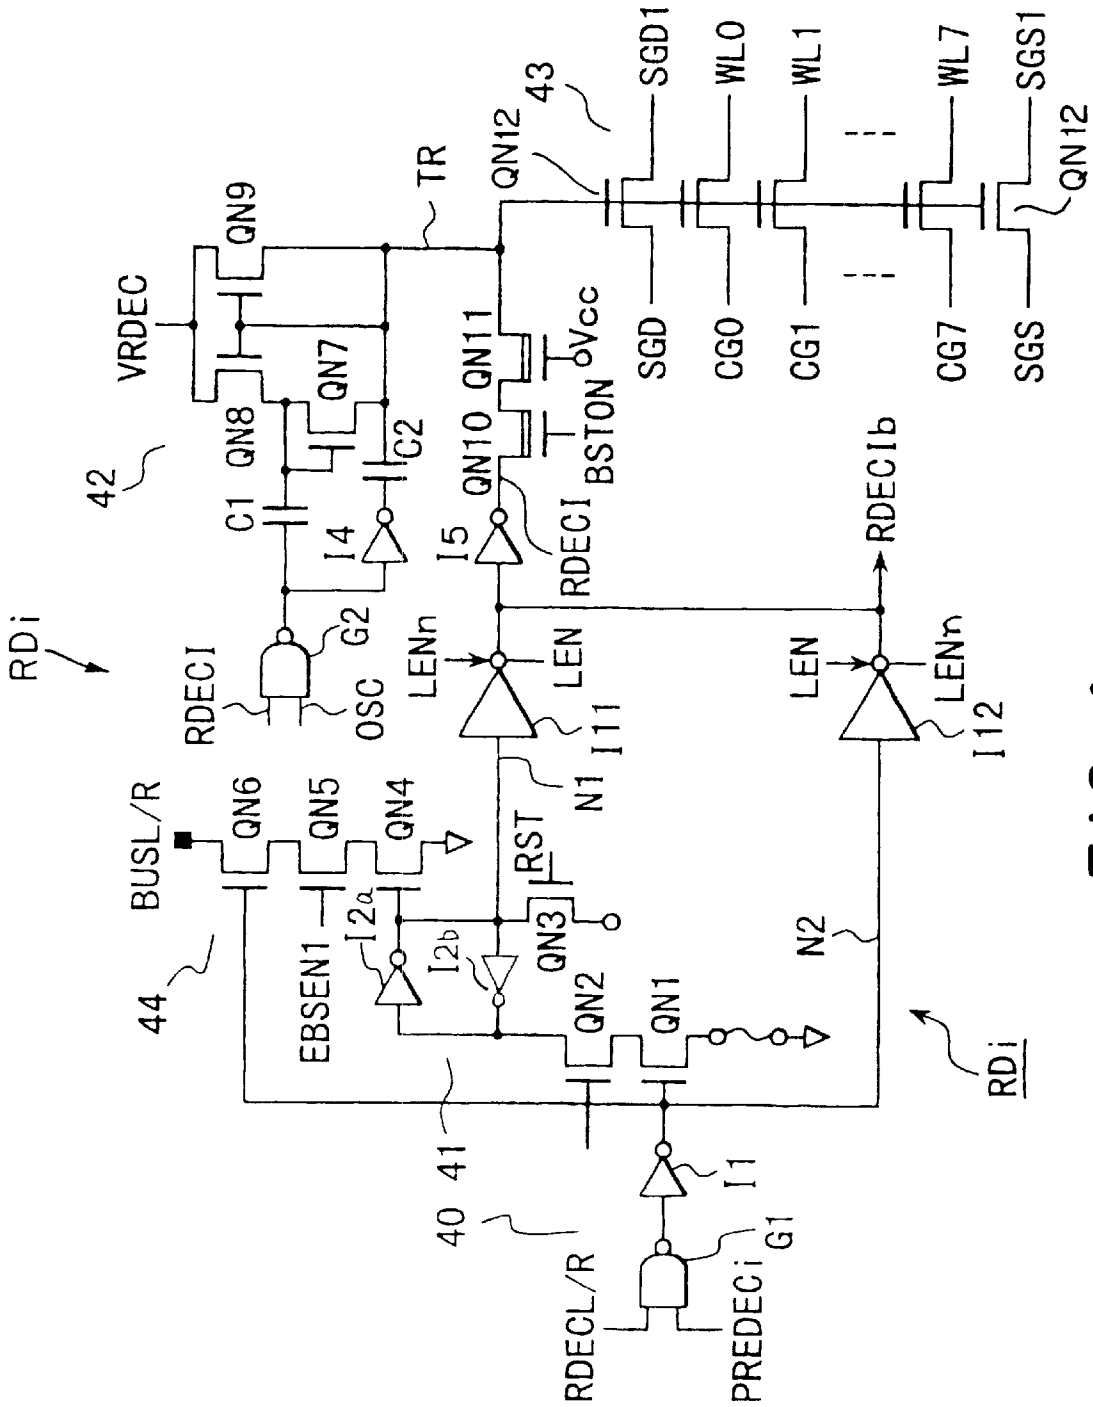 RDi
VRDEC
42
QN9
QN8
QN7
C1
C2
I4
G2
RDECI
OSC
TR
QN12
43
SGD1
WL0
WL1
WL7
SGS1
QN12
SGD
CG0
CG1
CG7
SGS
QN11
QN10
Vcc
BSTON
I5
RDECI
LENn
LEN
I11
N1
RDECIb
LEN
LENn
I12
N2
BUSL/R
QN6
QN5
QN4
44
EBSEN1
I2a
I2b
RST
QN3
QN2
QN1
41
40
I1
G1
RDECL/R
PREDECi
RDi